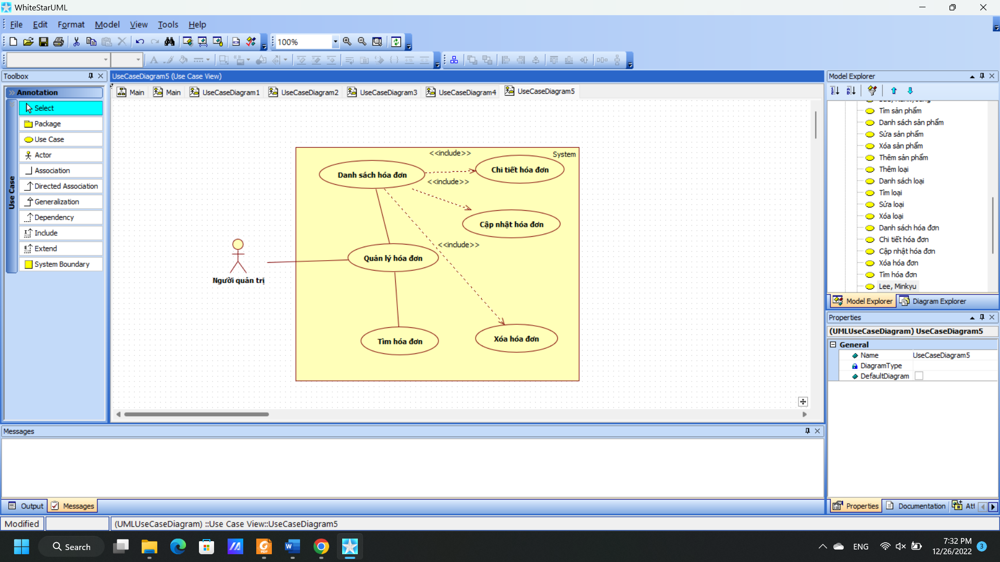 WhiteStarUML
File Edit Format Model View Tools Help
100%
Toolbox
Annotation
Use Case
Select
Package
Use Case
Actor
Association
Directed Association
Generalization
Dependency
Include
Extend
System Boundary
UseCaseDiagram5 (Use Case View)
Main Main UseCaseDiagram1 UseCaseDiagram2 UseCaseDiagram3 UseCaseDiagram4 UseCaseDiagram5
System
<<include>>
Danh sách hóa đơn
Chi tiết hóa đơn
<<include>>
Cập nhật hóa đơn
<<include>>
Quản lý hóa đơn
Người quản trị
Tìm hóa đơn
Xóa hóa đơn
Model Explorer
Tìm sản phẩm
Danh sách sản phẩm
Sửa sản phẩm
Xóa sản phẩm
Thêm sản phẩm
Thêm loại
Danh sách loại
Tìm loại
Sửa loại
Xóa loại
Danh sách hóa đơn
Chi tiết hóa đơn
Cập nhật hóa đơn
Xóa hóa đơn
Tìm hóa đơn
Lee, Minkyu
Model Explorer Diagram Explorer
Properties
(UMLUseCaseDiagram) UseCaseDiagram5
General
Name UseCaseDiagram5
DiagramType
DefaultDiagram
Properties Documentation Att
Messages
Output Messages
Modified (UMLUseCaseDiagram) ::Use Case View::UseCaseDiagram5
Search
ENG
7:32 PM
12/26/2022
3